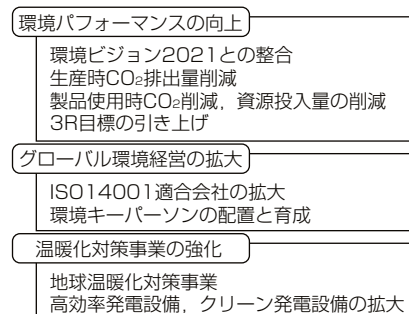 環境パフォーマンスの向上
環境ビジョン2021との整合
生産時CO₂排出量削減
製品使用時CO₂削減，資源投入量の削減
3R目標の引き上げ
グローバル環境経営の拡大
ISO14001適合会社の拡大
環境キーパーソンの配置と育成
温暖化対策事業の強化
地球温暖化対策事業
高効率発電設備，クリーン発電設備の拡大